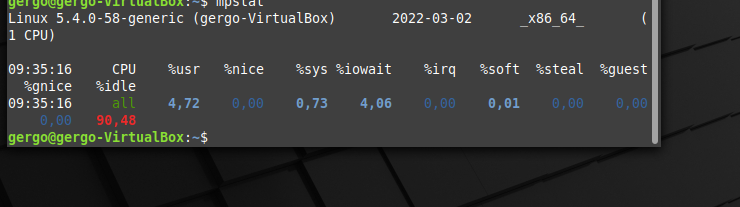 gergo@gergo-VirtualBox:~$ mpstat
Linux 5.4.0-58-generic (gergo-VirtualBox) 2022-03-02 _x86_64_ (
1 CPU)
09:35:16 CPU %usr %nice %sys %iowait %irq %soft %steal %guest
%gnice %idle
09:35:16 all 4,72 0,00 0,73 4,06 0,00 0,01 0,00 0,00
0,00 90,48
gergo@gergo-VirtualBox:~$